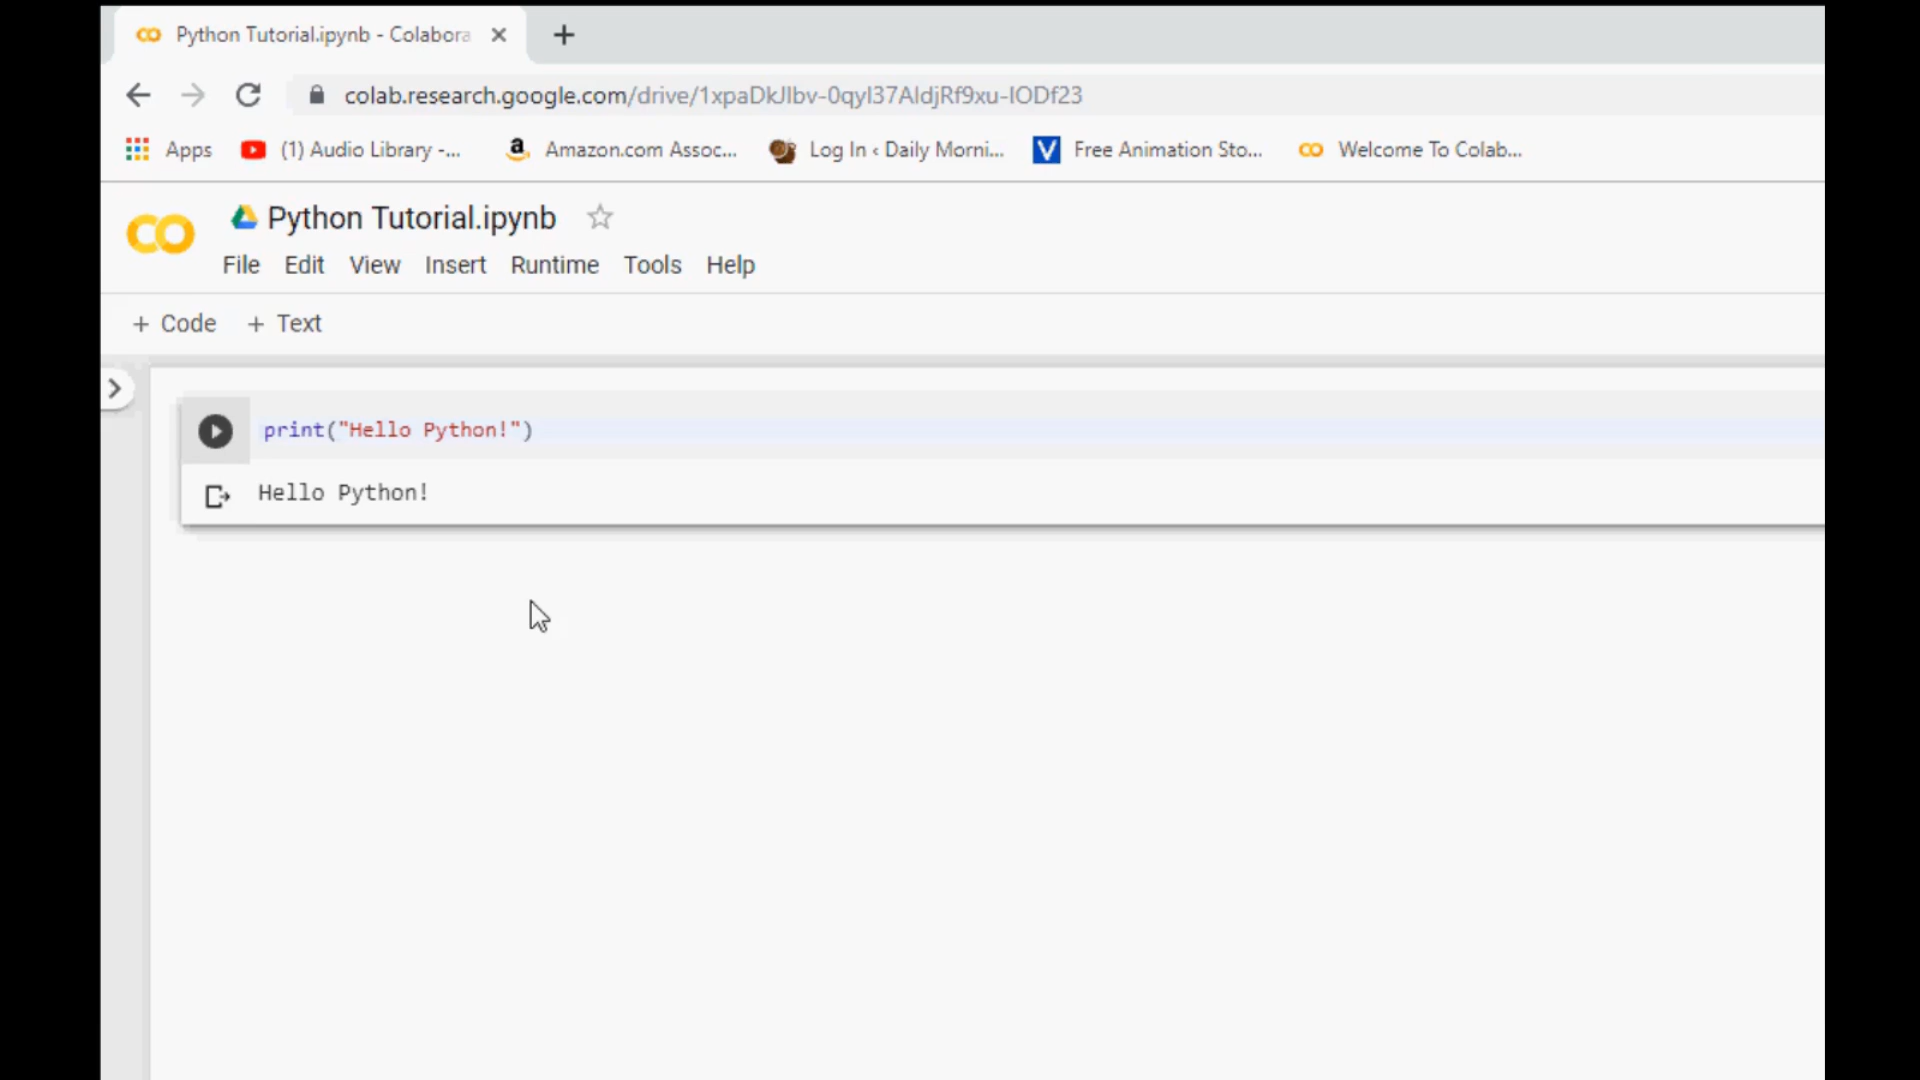 Python Tutorial.ipynb - Colabora
colab.research.google.com/drive/1xpaDkJlbv-0qyl37AldjRf9xu-IODf23
Apps (1) Audio Library -... Amazon.com Assoc... Log In ‹ Daily Morni... Free Animation Sto... Welcome To Colab...
Python Tutorial.ipynb
File Edit View Insert Runtime Tools Help
+ Code + Text
print("Hello Python!")
Hello Python!